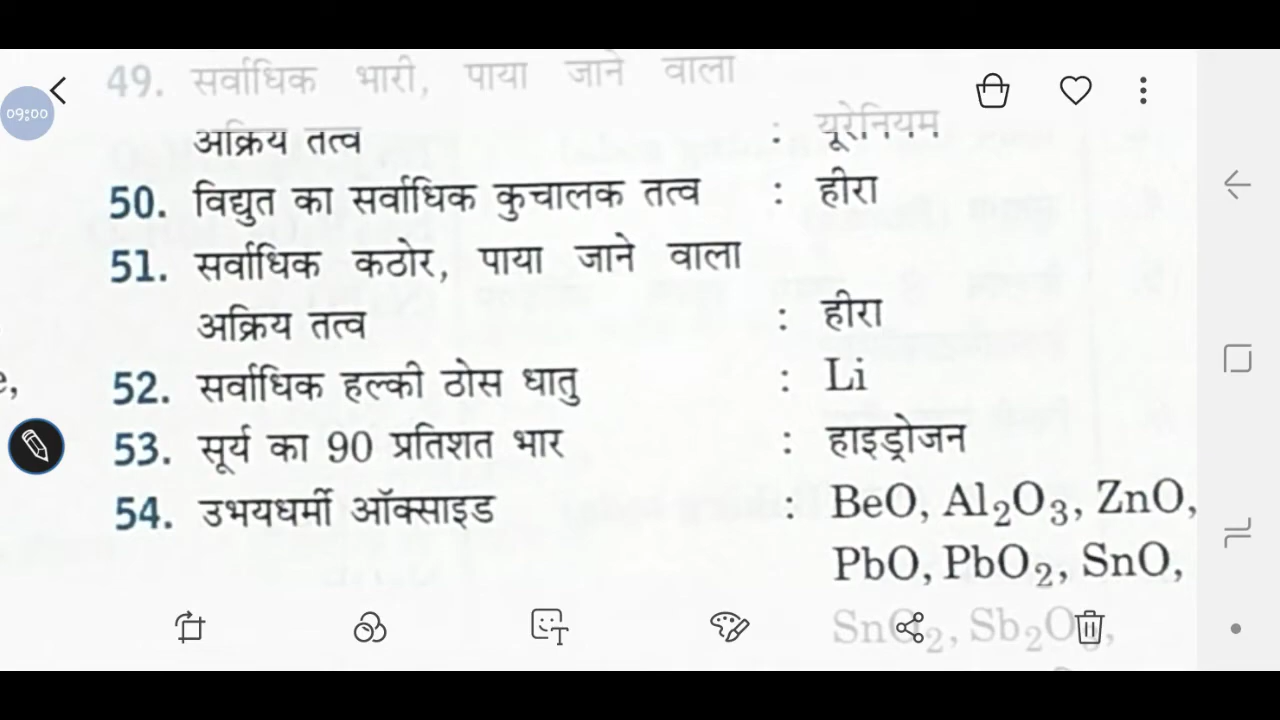 49. सर्वाधिक भारी, पाया जाने वाला
09:00
अक्रिय तत्व : यूरेनियम
50. विद्युत का सर्वाधिक कुचालक तत्व : हीरा
51. सर्वाधिक कठोर, पाया जाने वाला
अक्रिय तत्व : हीरा
52. सर्वाधिक हल्की ठोस धातु : Li
e,
53. सूर्य का 90 प्रतिशत भार : हाइड्रोजन
54. उभयधर्मी ऑक्साइड : BeO, Al₂O₃, ZnO,
PbO, PbO₂, SnO,
SnO₂,